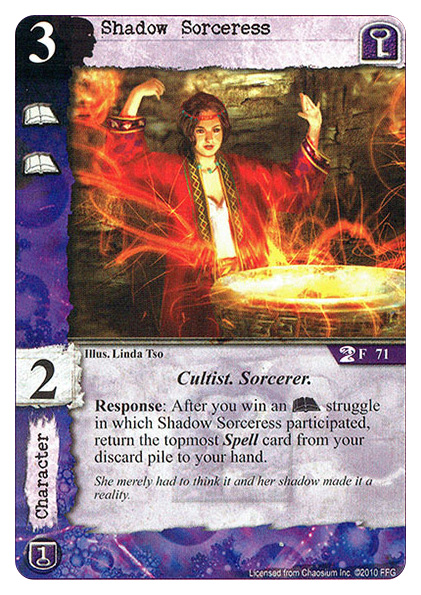 3
Shadow Sorceress
Illus. Linda Tso
F 71
2
Cultist. Sorcerer.
Response: After you win an struggle
in which Shadow Sorceress participated,
return the topmost Spell card from your
discard pile to your hand.
She merely had to think it and her shadow made it a
reality.
Character
1
Licensed from Chaosium Inc. ©2010 FFG